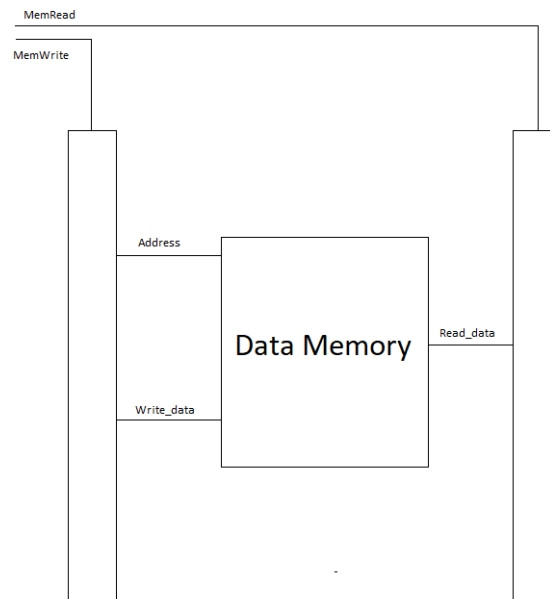 MemRead
MemWrite
Address
Data Memory
Read_data
Write_data
-